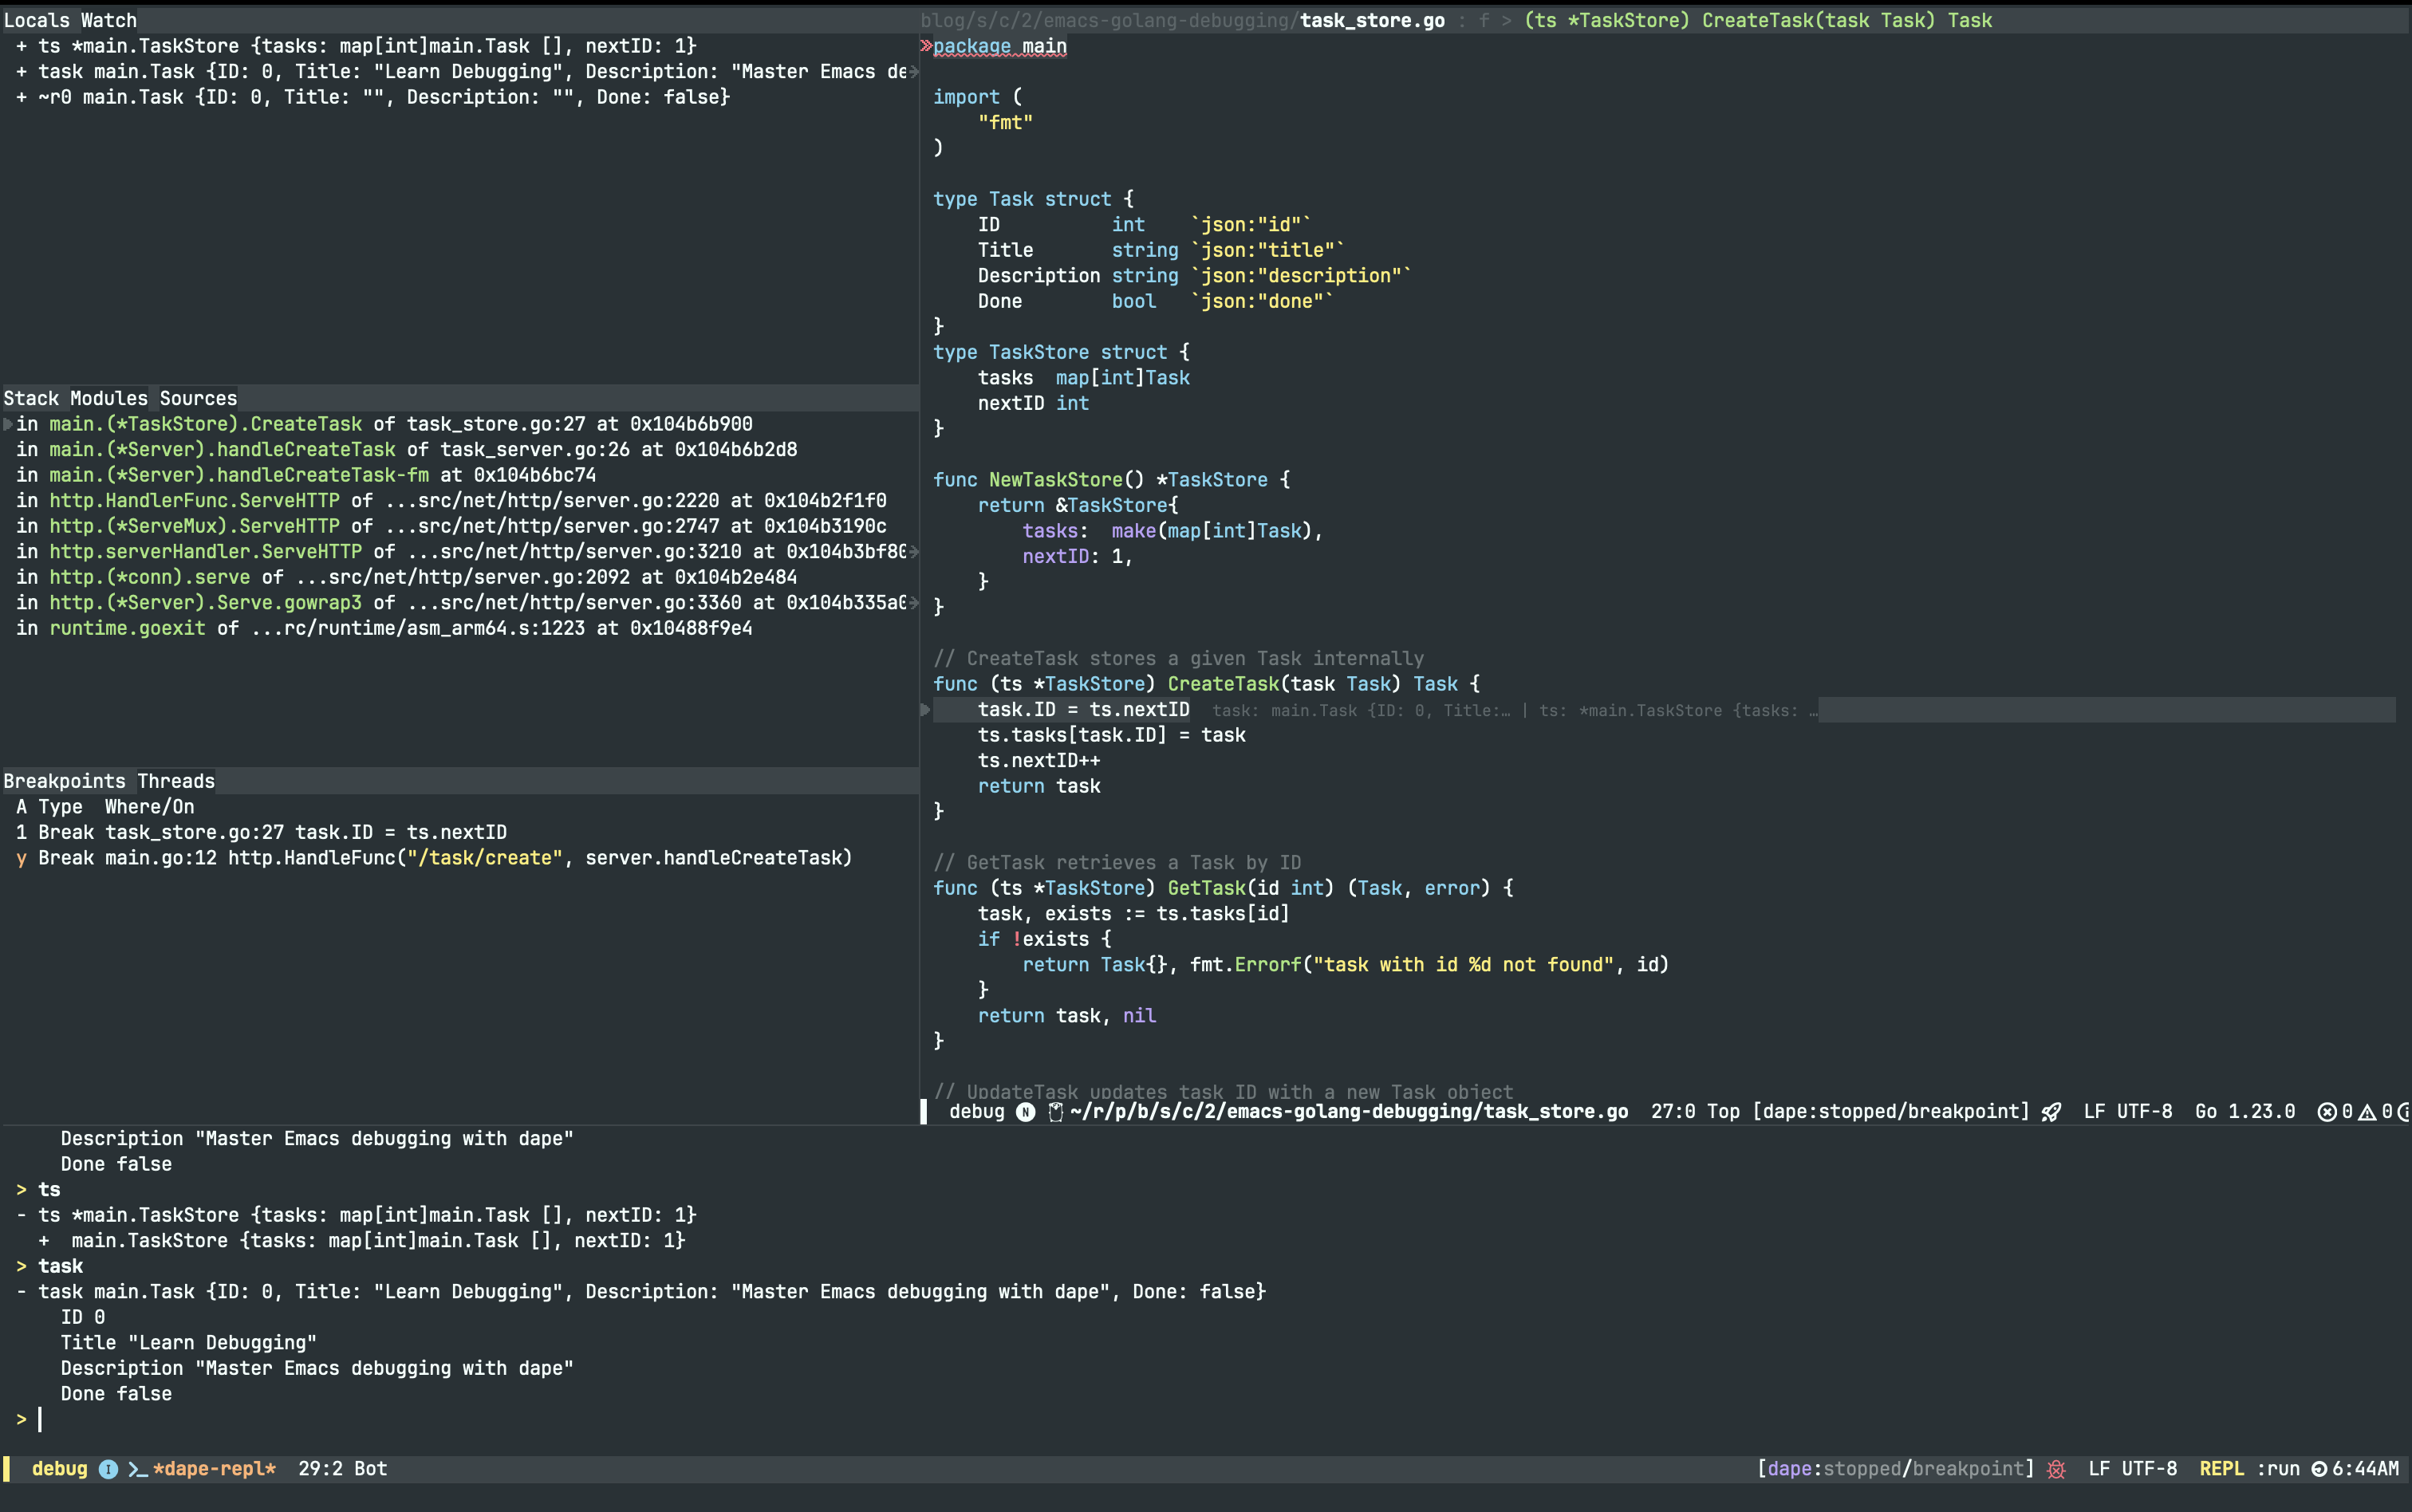 Locals Watch
+ ts *main.TaskStore {tasks: map[int]main.Task [], nextID: 1}
+ task main.Task {ID: 0, Title: "Learn Debugging", Description: "Master Emacs de
+ ~r0 main.Task {ID: 0, Title: "", Description: "", Done: false}
Stack Modules Sources
in main.(*TaskStore).CreateTask of task_store.go:27 at 0x104b6b900
in main.(*Server).handleCreateTask of task_server.go:26 at 0x104b6b2d8
in main.(*Server).handleCreateTask-fm at 0x104b6bc74
in http.HandlerFunc.ServeHTTP of ...src/net/http/server.go:2220 at 0x104b2f1f0
in http.(*ServeMux).ServeHTTP of ...src/net/http/server.go:2747 at 0x104b3190c
in http.serverHandler.ServeHTTP of ...src/net/http/server.go:3210 at 0x104b3bf80
in http.(*conn).serve of ...src/net/http/server.go:2092 at 0x104b2e484
in http.(*Server).Serve.gowrap3 of ...src/net/http/server.go:3360 at 0x104b335a0
in runtime.goexit of ...rc/runtime/asm_arm64.s:1223 at 0x10488f9e4
Breakpoints Threads
A Type  Where/On
1 Break task_store.go:27 task.ID = ts.nextID
y Break main.go:12 http.HandleFunc("/task/create", server.handleCreateTask)
blog/s/c/2/emacs-golang-debugging/task_store.go : f > (ts *TaskStore) CreateTask(task Task) Task
package main
import (
    "fmt"
)
type Task struct {
    ID          int    `json:"id"`
    Title       string `json:"title"`
    Description string `json:"description"`
    Done        bool   `json:"done"`
}
type TaskStore struct {
    tasks  map[int]Task
    nextID int
}
func NewTaskStore() *TaskStore {
    return &TaskStore{
        tasks:  make(map[int]Task),
        nextID: 1,
    }
}
// CreateTask stores a given Task internally
func (ts *TaskStore) CreateTask(task Task) Task {
    task.ID = ts.nextID  task: main.Task {ID: 0, Title:… | ts: *main.TaskStore {tasks: …
    ts.tasks[task.ID] = task
    ts.nextID++
    return task
}
// GetTask retrieves a Task by ID
func (ts *TaskStore) GetTask(id int) (Task, error) {
    task, exists := ts.tasks[id]
    if !exists {
        return Task{}, fmt.Errorf("task with id %d not found", id)
    }
    return task, nil
}
// UpdateTask updates task ID with a new Task object
debug N ~/r/p/b/s/c/2/emacs-golang-debugging/task_store.go  27:0 Top [dape:stopped/breakpoint]  LF UTF-8  Go 1.23.0  0 0
    Description "Master Emacs debugging with dape"
    Done false
> ts
- ts *main.TaskStore {tasks: map[int]main.Task [], nextID: 1}
  +  main.TaskStore {tasks: map[int]main.Task [], nextID: 1}
> task
- task main.Task {ID: 0, Title: "Learn Debugging", Description: "Master Emacs debugging with dape", Done: false}
    ID 0
    Title "Learn Debugging"
    Description "Master Emacs debugging with dape"
    Done false
>
debug I *dape-repl*  29:2 Bot  [dape:stopped/breakpoint]  LF UTF-8  REPL :run 6:44AM